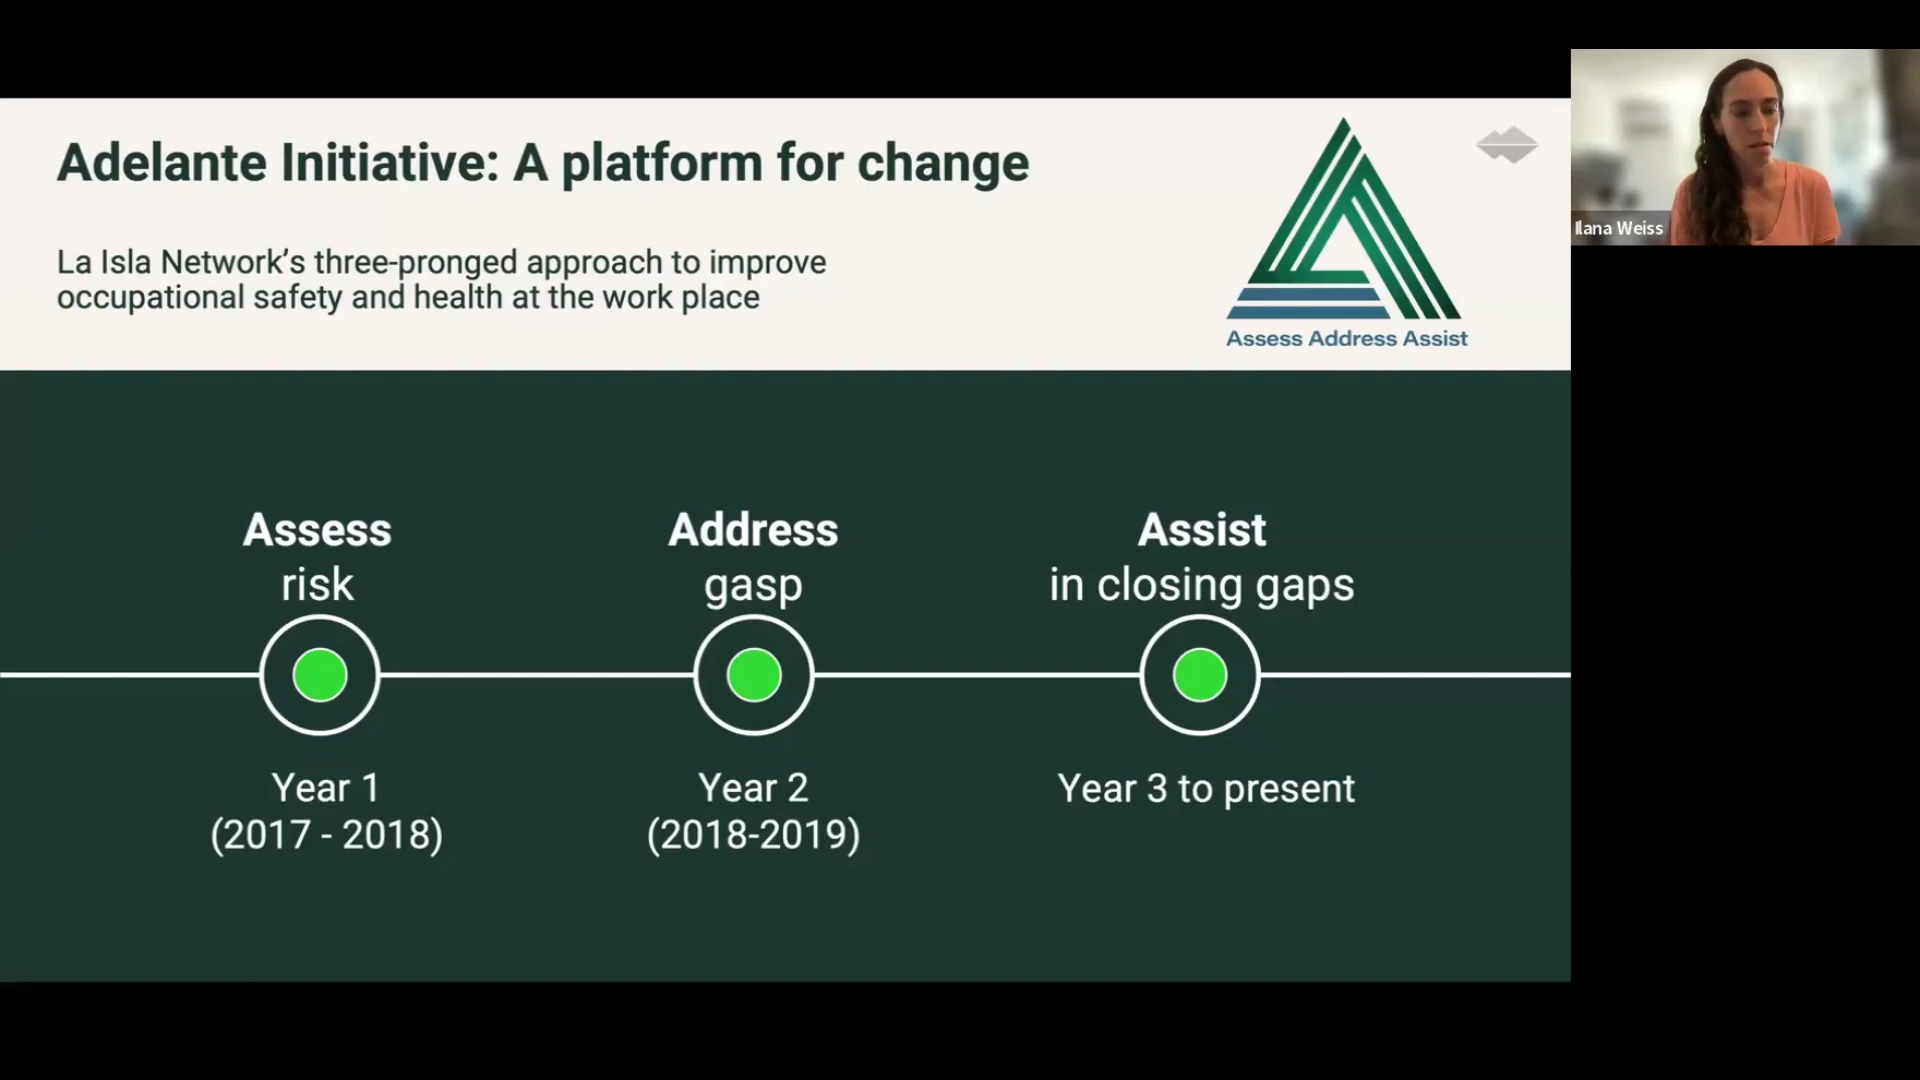 Adelante Initiative: A platform for change
La Isla Network’s three-pronged approach to improve
occupational safety and health at the work place
Assess Address Assist
Ilana Weiss
Assess
risk
Address
gasp
Assist
in closing gaps
Year 1
(2017 - 2018)
Year 2
(2018-2019)
Year 3 to present